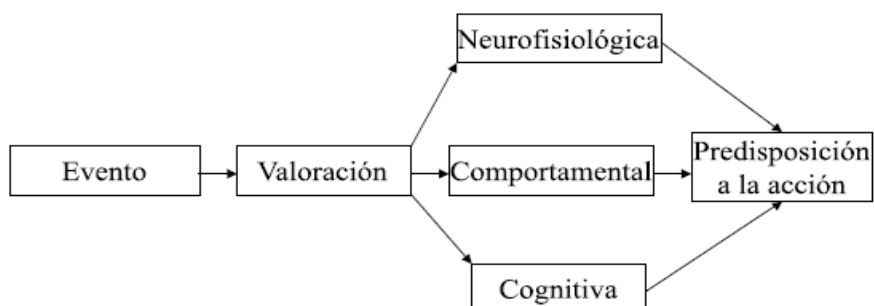 Neurofisiológica
Evento
Valoración
Comportamental
Predisposición
a la acción
Cognitiva